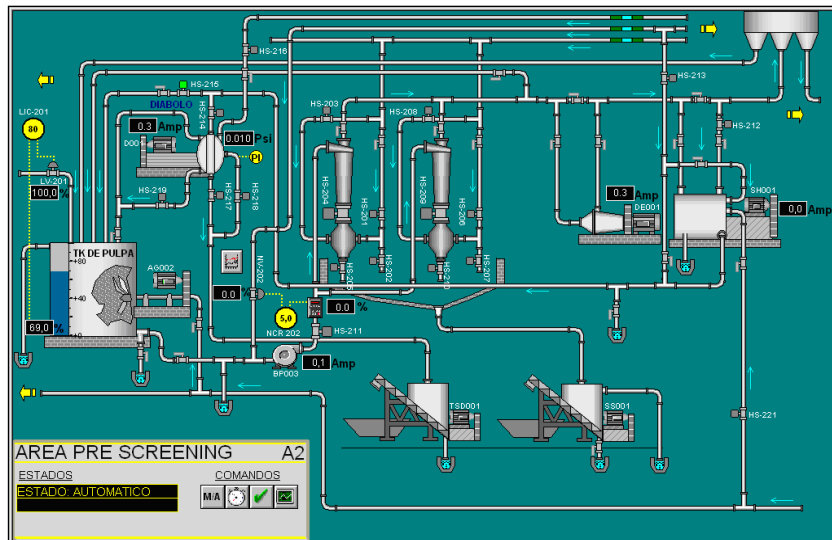 HS-216
HS-215
HS-213
DIABOLO
HS-214
LIC-201
80
0.3 Amp
0.010 Psi
D001
PI
HS-203
HS-208
HS-212
LV-201
100,0 %
HS-219
HS-217
HS-218
HS-204
HS-201
HS-209
HS-206
0.3 Amp
DE001
SH001
0,0 Amp
TK DE PULPA
+80
+40
+0
69,0 %
AG002
NV-202
0.0 %
5,0
NCR 202
0.0 %
HS-205
HS-202
HS-207
HS-211
BP003
0,1 Amp
TSD001
SS001
HS-221
AREA PRE SCREENING A2
ESTADOS
COMANDOS
ESTADO: AUTOMATICO
M/A